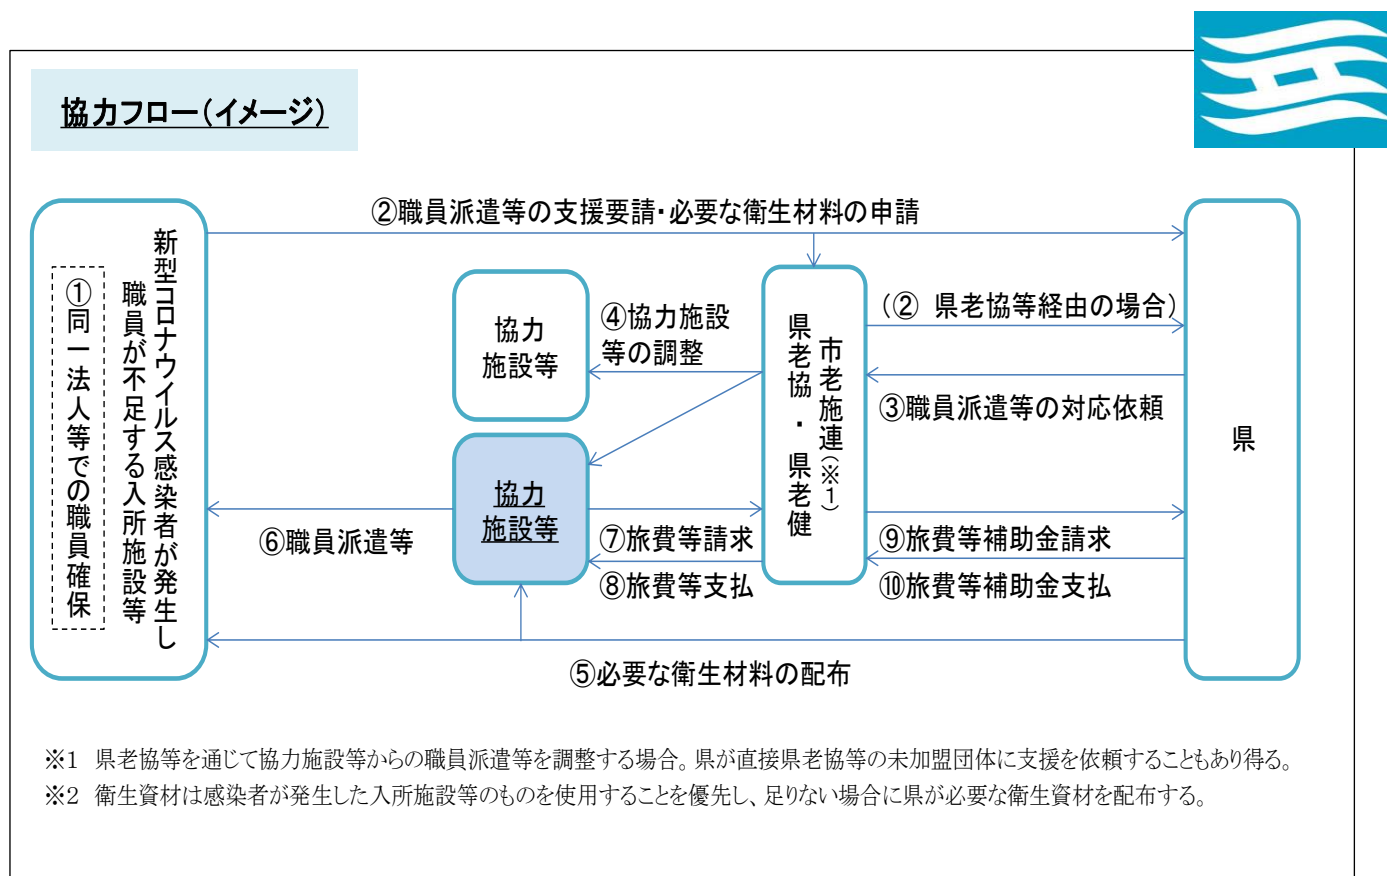 協力フロー(イメージ)
②職員派遣等の支援要請・必要な衛生材料の申請
新型コロナウイルス感染者が発生し
職員が不足する入所施設等
①同一法人等での職員確保
協力
施設等
④協力施設
等の調整
市老施連(※1)
県老協・県老健
(② 県老協等経由の場合)
③職員派遣等の対応依頼
県
協力
施設等
⑥職員派遣等
⑦旅費等請求
⑧旅費等支払
⑨旅費等補助金請求
⑩旅費等補助金支払
⑤必要な衛生材料の配布
※1 県老協等を通じて協力施設等からの職員派遣等を調整する場合。県が直接県老協等の未加盟団体に支援を依頼することもあり得る。
※2 衛生資材は感染者が発生した入所施設等のものを使用することを優先し、足りない場合に県が必要な衛生資材を配布する。